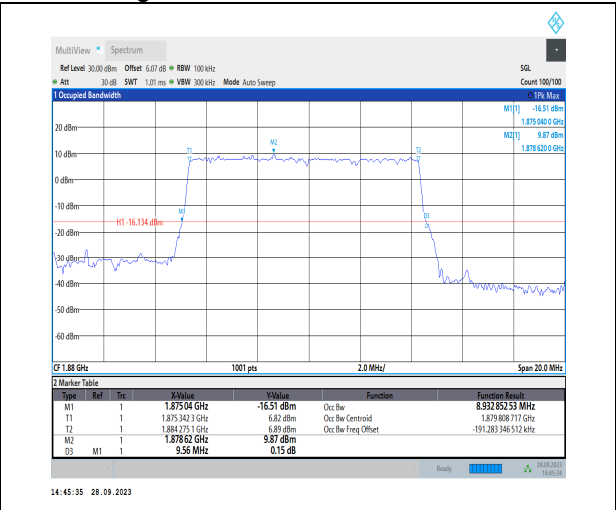 MultiView Spectrum
Ref Level 30.00 dBm Offset 6.07 dB RBW 100 kHz SGL
Att 30 dB SWT 1.01 ms VBW 300 kHz Mode Auto Sweep Count 100/100
1 Occupied Bandwidth 1Pk Max
M1[1] -16.51 dBm
1.875 040 0 GHz
M2[1] 9.87 dBm
1.878 620 0 GHz
20 dBm
10 dBm
0 dBm
-10 dBm
-20 dBm
-30 dBm
-40 dBm
-50 dBm
-60 dBm
T1
M2
T2
M1
D3
H1 -16.134 dBm
CF 1.88 GHz 1001 pts 2.0 MHz/ Span 20.0 MHz
2 Marker Table
Type Ref Trc X-Value Y-Value Function Function Result
M1 1 1.875 04 GHz -16.51 dBm Occ Bw 8.932 852 53 MHz
T1 1 1.875 342 3 GHz 6.82 dBm Occ Bw Centroid 1.879 808 717 GHz
T2 1 1.884 275 1 GHz 6.89 dBm Occ Bw Freq Offset -191.283 346 512 kHz
M2 1 1.878 62 GHz 9.87 dBm
D3 M1 1 9.56 MHz 0.15 dB
Ready 28.09.2023
14:45:34
14:45:35 28.09.2023